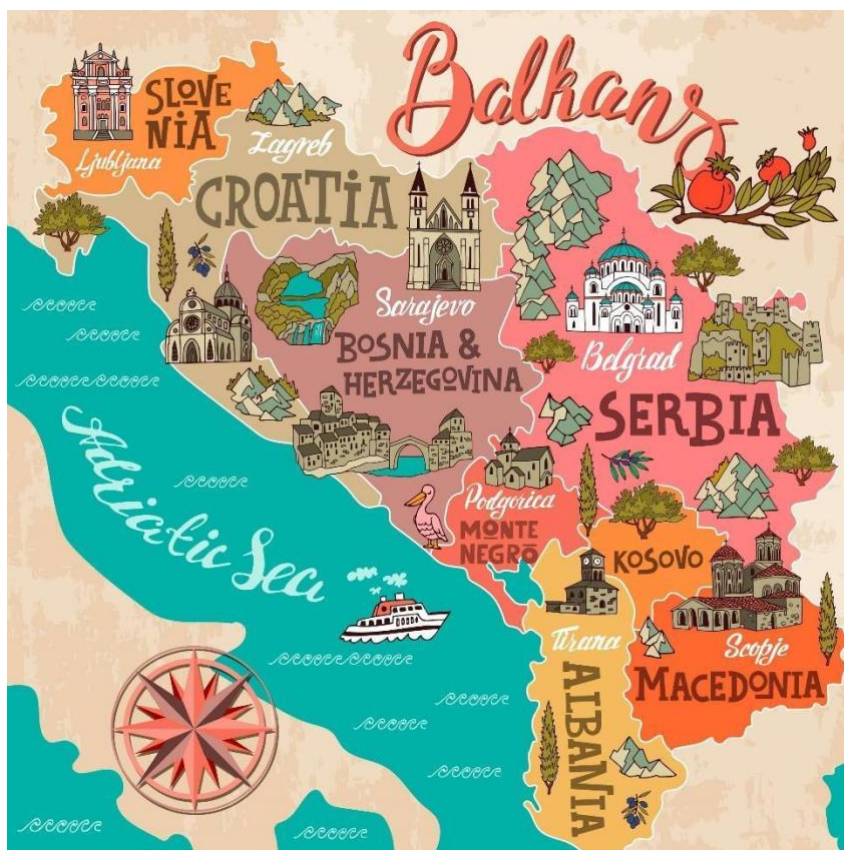 Balkans
SLOVE
NIA
Ljubljana
Zagreb
CROATIA
Sarajevo
BOSNIA &
HERZEGOVINA
Belgrad
SERBIA
Adriatic Sea
Podgorica
MONTE
NEGRO
KOSOVO
Tirana
ALBANIA
Scopje
MACEDONIA